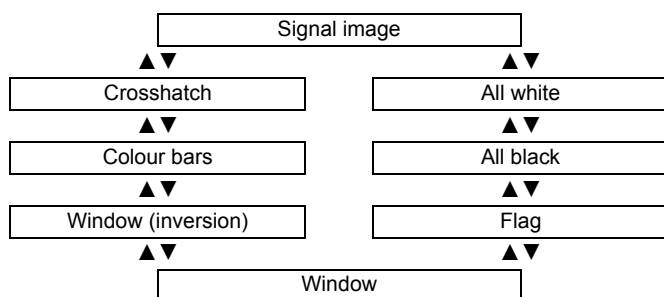 Signal image
▲▼ ▲▼
Crosshatch All white
▲▼ ▲▼
Colour bars All black
▲▼ ▲▼
Window (inversion) Flag
▲▼ ▲▼
Window